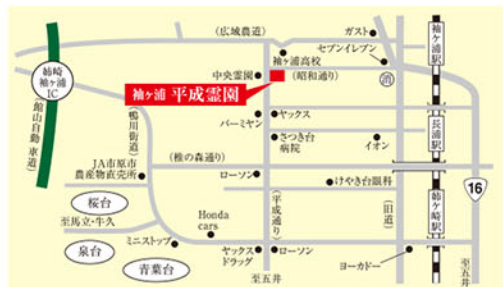 (広域農道)
ガスト
セブンイレブン
袖ヶ浦高校
袖ヶ浦駅
姉崎
袖ヶ浦
IC
中央霊園
(昭和通り)
消
袖ヶ浦 平成霊園
(館山自動車道)
(鴨川街道)
バーミヤン
ヤックス
さつき台
病院
イオン
長浦駅
(椎の森通り)
JA市原市
農産物直売所
ローソン
けやき台眼科
16
桜台
至馬立・牛久
Honda
cars
(平成通り)
(旧道)
姉ケ崎駅
泉台
ミニストップ
青葉台
ヤックス
ドラッグ
ローソン
ヨーカドー
至五井
至五井